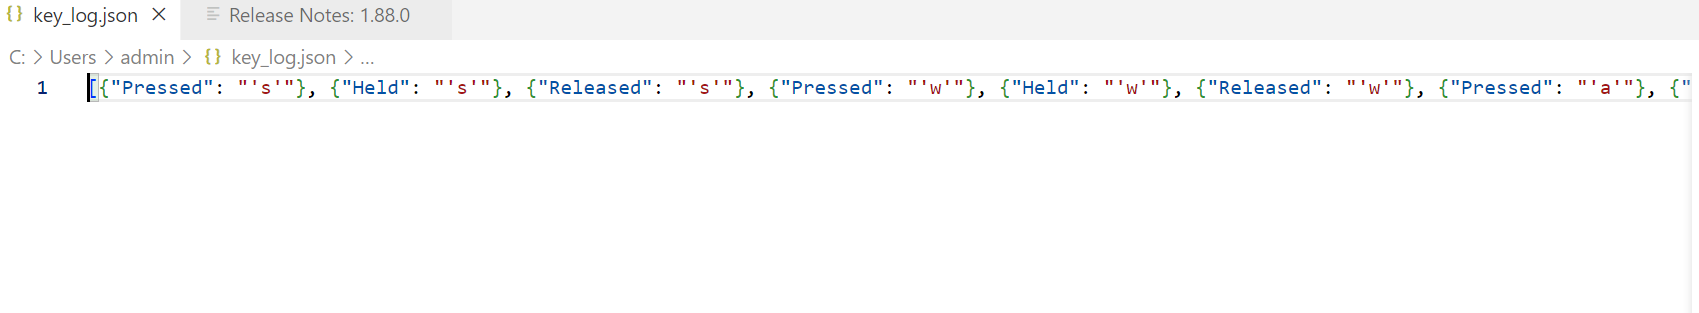 {} key_log.json × Release Notes: 1.88.0
C: > Users > admin > {} key_log.json > ...
1 [{"Pressed": "'s'"}, {"Held": "'s'"}, {"Released": "'s'"}, {"Pressed": "'w'"}, {"Held": "'w'"}, {"Released": "'w'"}, {"Pressed": "'a'"}, {"